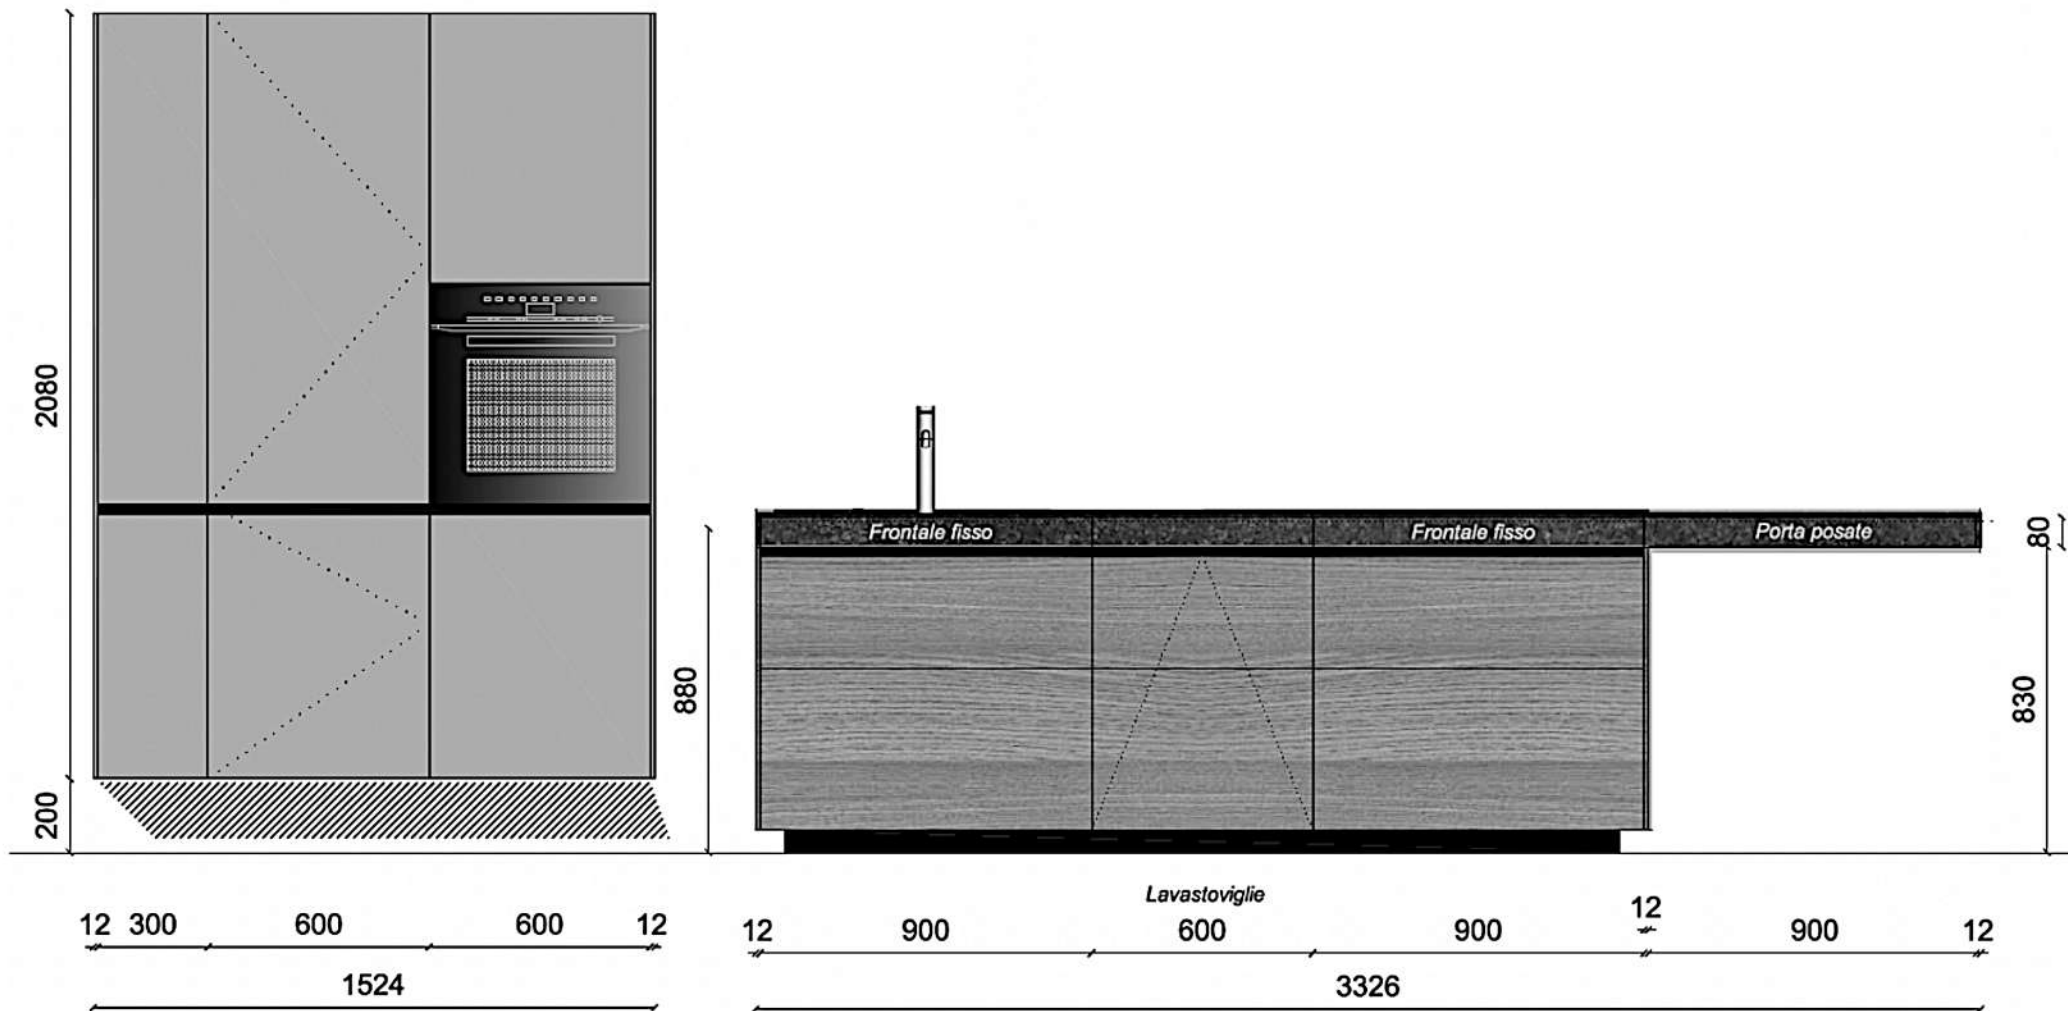 2080
200
880
80
830
Frontale fisso
Frontale fisso
Porta posate
Lavastoviglie
12 300 600 600 12
1524
12 900 600 900 12 900 12
3326